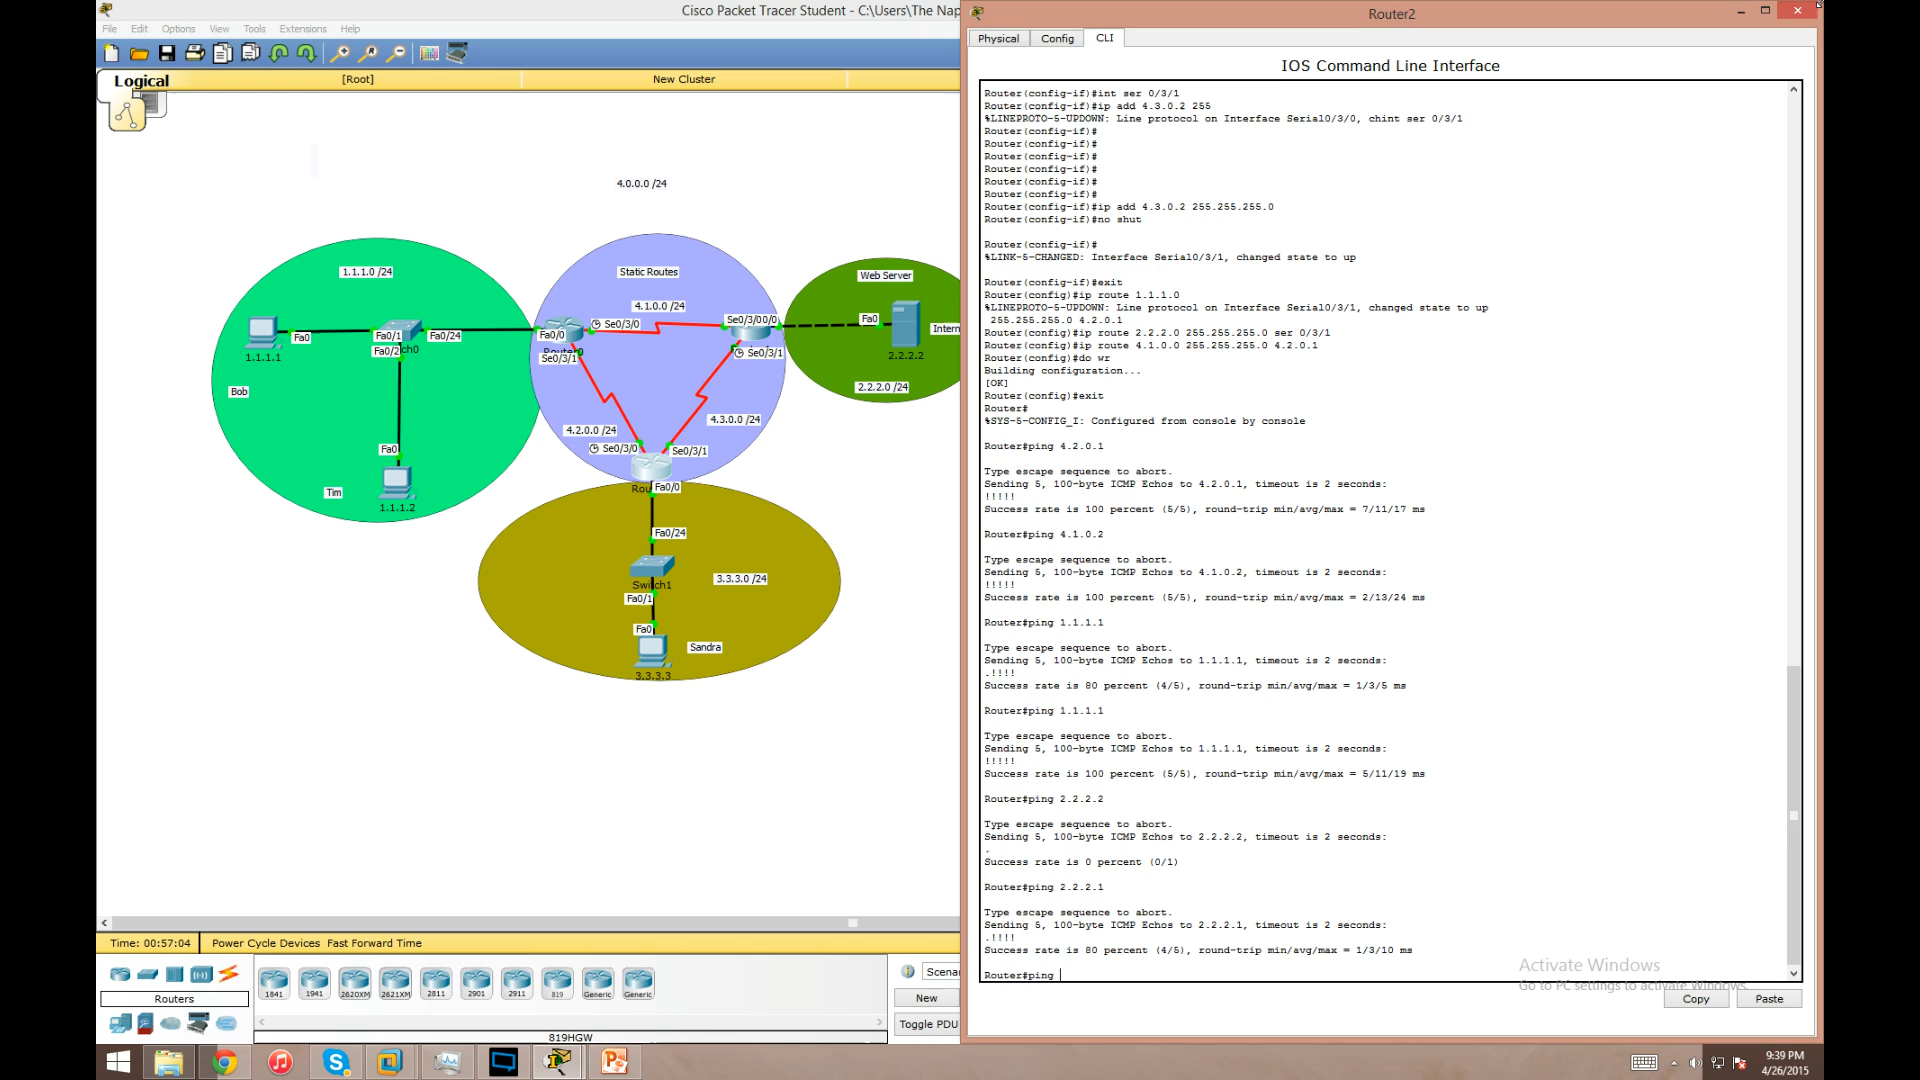 Cisco Packet Tracer Student - C:\Users\The Nap
File Edit Options View Tools Extensions Help
Logical
[Root]
New Cluster
4.0.0.0 /24
1.1.1.0 /24
Static Routes
Web Server
4.1.0.0 /24
Fa0
Fa0/1
Fa0/24
Fa0/0
Se0/3/0
Se0/3/00/0
Fa0
Intern
1.1.1.1
Fa0/2
ch0
Se0/3/1
Se0/3/1
2.2.2.2
Bob
2.2.2.0 /24
4.3.0.0 /24
4.2.0.0 /24
Fa0
Se0/3/0
Se0/3/1
Tim
1.1.1.2
Rou
Fa0/0
Fa0/24
Switch1
3.3.3.0 /24
Fa0/1
Fa0
Sandra
3.3.3.3
Time: 00:57:04
Power Cycle Devices Fast Forward Time
Routers
1841
1941
2620XM
2621XM
2811
2901
2911
819
Generic
Generic
819HGW
Scenar
New
Toggle PDU
Router2
Physical
Config
CLI
IOS Command Line Interface
Router(config-if)#int ser 0/3/1
Router(config-if)#ip add 4.3.0.2 255
%LINEPROTO-5-UPDOWN: Line protocol on Interface Serial0/3/0, chint ser 0/3/1
Router(config-if)#
Router(config-if)#
Router(config-if)#
Router(config-if)#
Router(config-if)#
Router(config-if)#
Router(config-if)#ip add 4.3.0.2 255.255.255.0
Router(config-if)#no shut
Router(config-if)#
%LINK-5-CHANGED: Interface Serial0/3/1, changed state to up
Router(config-if)#exit
Router(config)#ip route 1.1.1.0
%LINEPROTO-5-UPDOWN: Line protocol on Interface Serial0/3/1, changed state to up
255.255.255.0 4.2.0.1
Router(config)#ip route 2.2.2.0 255.255.255.0 ser 0/3/1
Router(config)#ip route 4.1.0.0 255.255.255.0 4.2.0.1
Router(config)#do wr
Building configuration...
[OK]
Router(config)#exit
Router#
%SYS-5-CONFIG_I: Configured from console by console
Router#ping 4.2.0.1
Type escape sequence to abort.
Sending 5, 100-byte ICMP Echos to 4.2.0.1, timeout is 2 seconds:
!!!!!
Success rate is 100 percent (5/5), round-trip min/avg/max = 7/11/17 ms
Router#ping 4.1.0.2
Type escape sequence to abort.
Sending 5, 100-byte ICMP Echos to 4.1.0.2, timeout is 2 seconds:
!!!!!
Success rate is 100 percent (5/5), round-trip min/avg/max = 2/13/24 ms
Router#ping 1.1.1.1
Type escape sequence to abort.
Sending 5, 100-byte ICMP Echos to 1.1.1.1, timeout is 2 seconds:
.!!!!
Success rate is 80 percent (4/5), round-trip min/avg/max = 1/3/5 ms
Router#ping 1.1.1.1
Type escape sequence to abort.
Sending 5, 100-byte ICMP Echos to 1.1.1.1, timeout is 2 seconds:
!!!!!
Success rate is 100 percent (5/5), round-trip min/avg/max = 5/11/19 ms
Router#ping 2.2.2.2
Type escape sequence to abort.
Sending 5, 100-byte ICMP Echos to 2.2.2.2, timeout is 2 seconds:
.
Success rate is 0 percent (0/1)
Router#ping 2.2.2.1
Type escape sequence to abort.
Sending 5, 100-byte ICMP Echos to 2.2.2.1, timeout is 2 seconds:
.!!!!
Success rate is 80 percent (4/5), round-trip min/avg/max = 1/3/10 ms
Router#ping
Activate Windows
Go to PC settings to activate Windows.
Copy
Paste
9:39 PM
4/26/2015